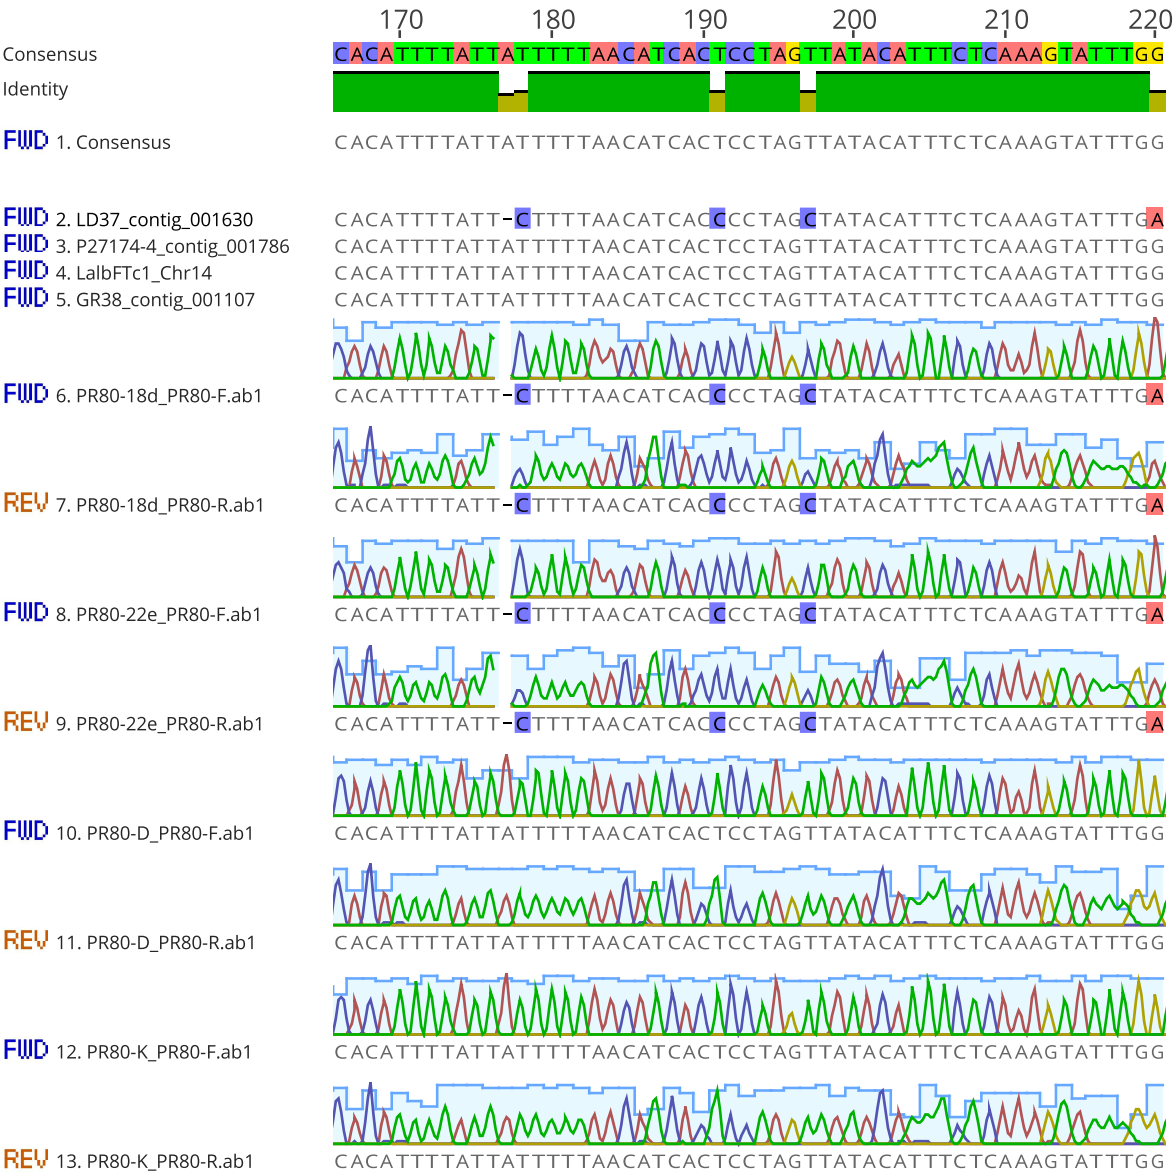 170 180 190 200 210 220
Consensus CACATTTTATTATTTTTAACATCACTCCTAGTTATACATTTCTCAAAGTATTTGG
Identity
FWD 1. Consensus CACATTTTATTATTTTTAACATCACTCCTAGTTATACATTTCTCAAAGTATTTGG
FWD 2. LD37_contig_001630 CACATTTTATT-CTTTTAACATCACCCCTAGCTATACATTTCTCAAAGTATTTGA
FWD 3. P27174-4_contig_001786 CACATTTTATTATTTTTAACATCACTCCTAGTTATACATTTCTCAAAGTATTTGG
FWD 4. LalbFTc1_Chr14 CACATTTTATTATTTTTAACATCACTCCTAGTTATACATTTCTCAAAGTATTTGG
FWD 5. GR38_contig_001107 CACATTTTATTATTTTTAACATCACTCCTAGTTATACATTTCTCAAAGTATTTGG
FWD 6. PR80-18d_PR80-F.ab1 CACATTTTATT-CTTTTAACATCACCCCTAGCTATACATTTCTCAAAGTATTTGA
REV 7. PR80-18d_PR80-R.ab1 CACATTTTATT-CTTTTAACATCACCCCTAGCTATACATTTCTCAAAGTATTTGA
FWD 8. PR80-22e_PR80-F.ab1 CACATTTTATT-CTTTTAACATCACCCCTAGCTATACATTTCTCAAAGTATTTGA
REV 9. PR80-22e_PR80-R.ab1 CACATTTTATT-CTTTTAACATCACCCCTAGCTATACATTTCTCAAAGTATTTGA
FWD 10. PR80-D_PR80-F.ab1 CACATTTTATTATTTTTAACATCACTCCTAGTTATACATTTCTCAAAGTATTTGG
REV 11. PR80-D_PR80-R.ab1 CACATTTTATTATTTTTAACATCACTCCTAGTTATACATTTCTCAAAGTATTTGG
FWD 12. PR80-K_PR80-F.ab1 CACATTTTATTATTTTTAACATCACTCCTAGTTATACATTTCTCAAAGTATTTGG
REV 13. PR80-K_PR80-R.ab1 CACATTTTATTATTTTTAACATCACTCCTAGTTATACATTTCTCAAAGTATTTGG